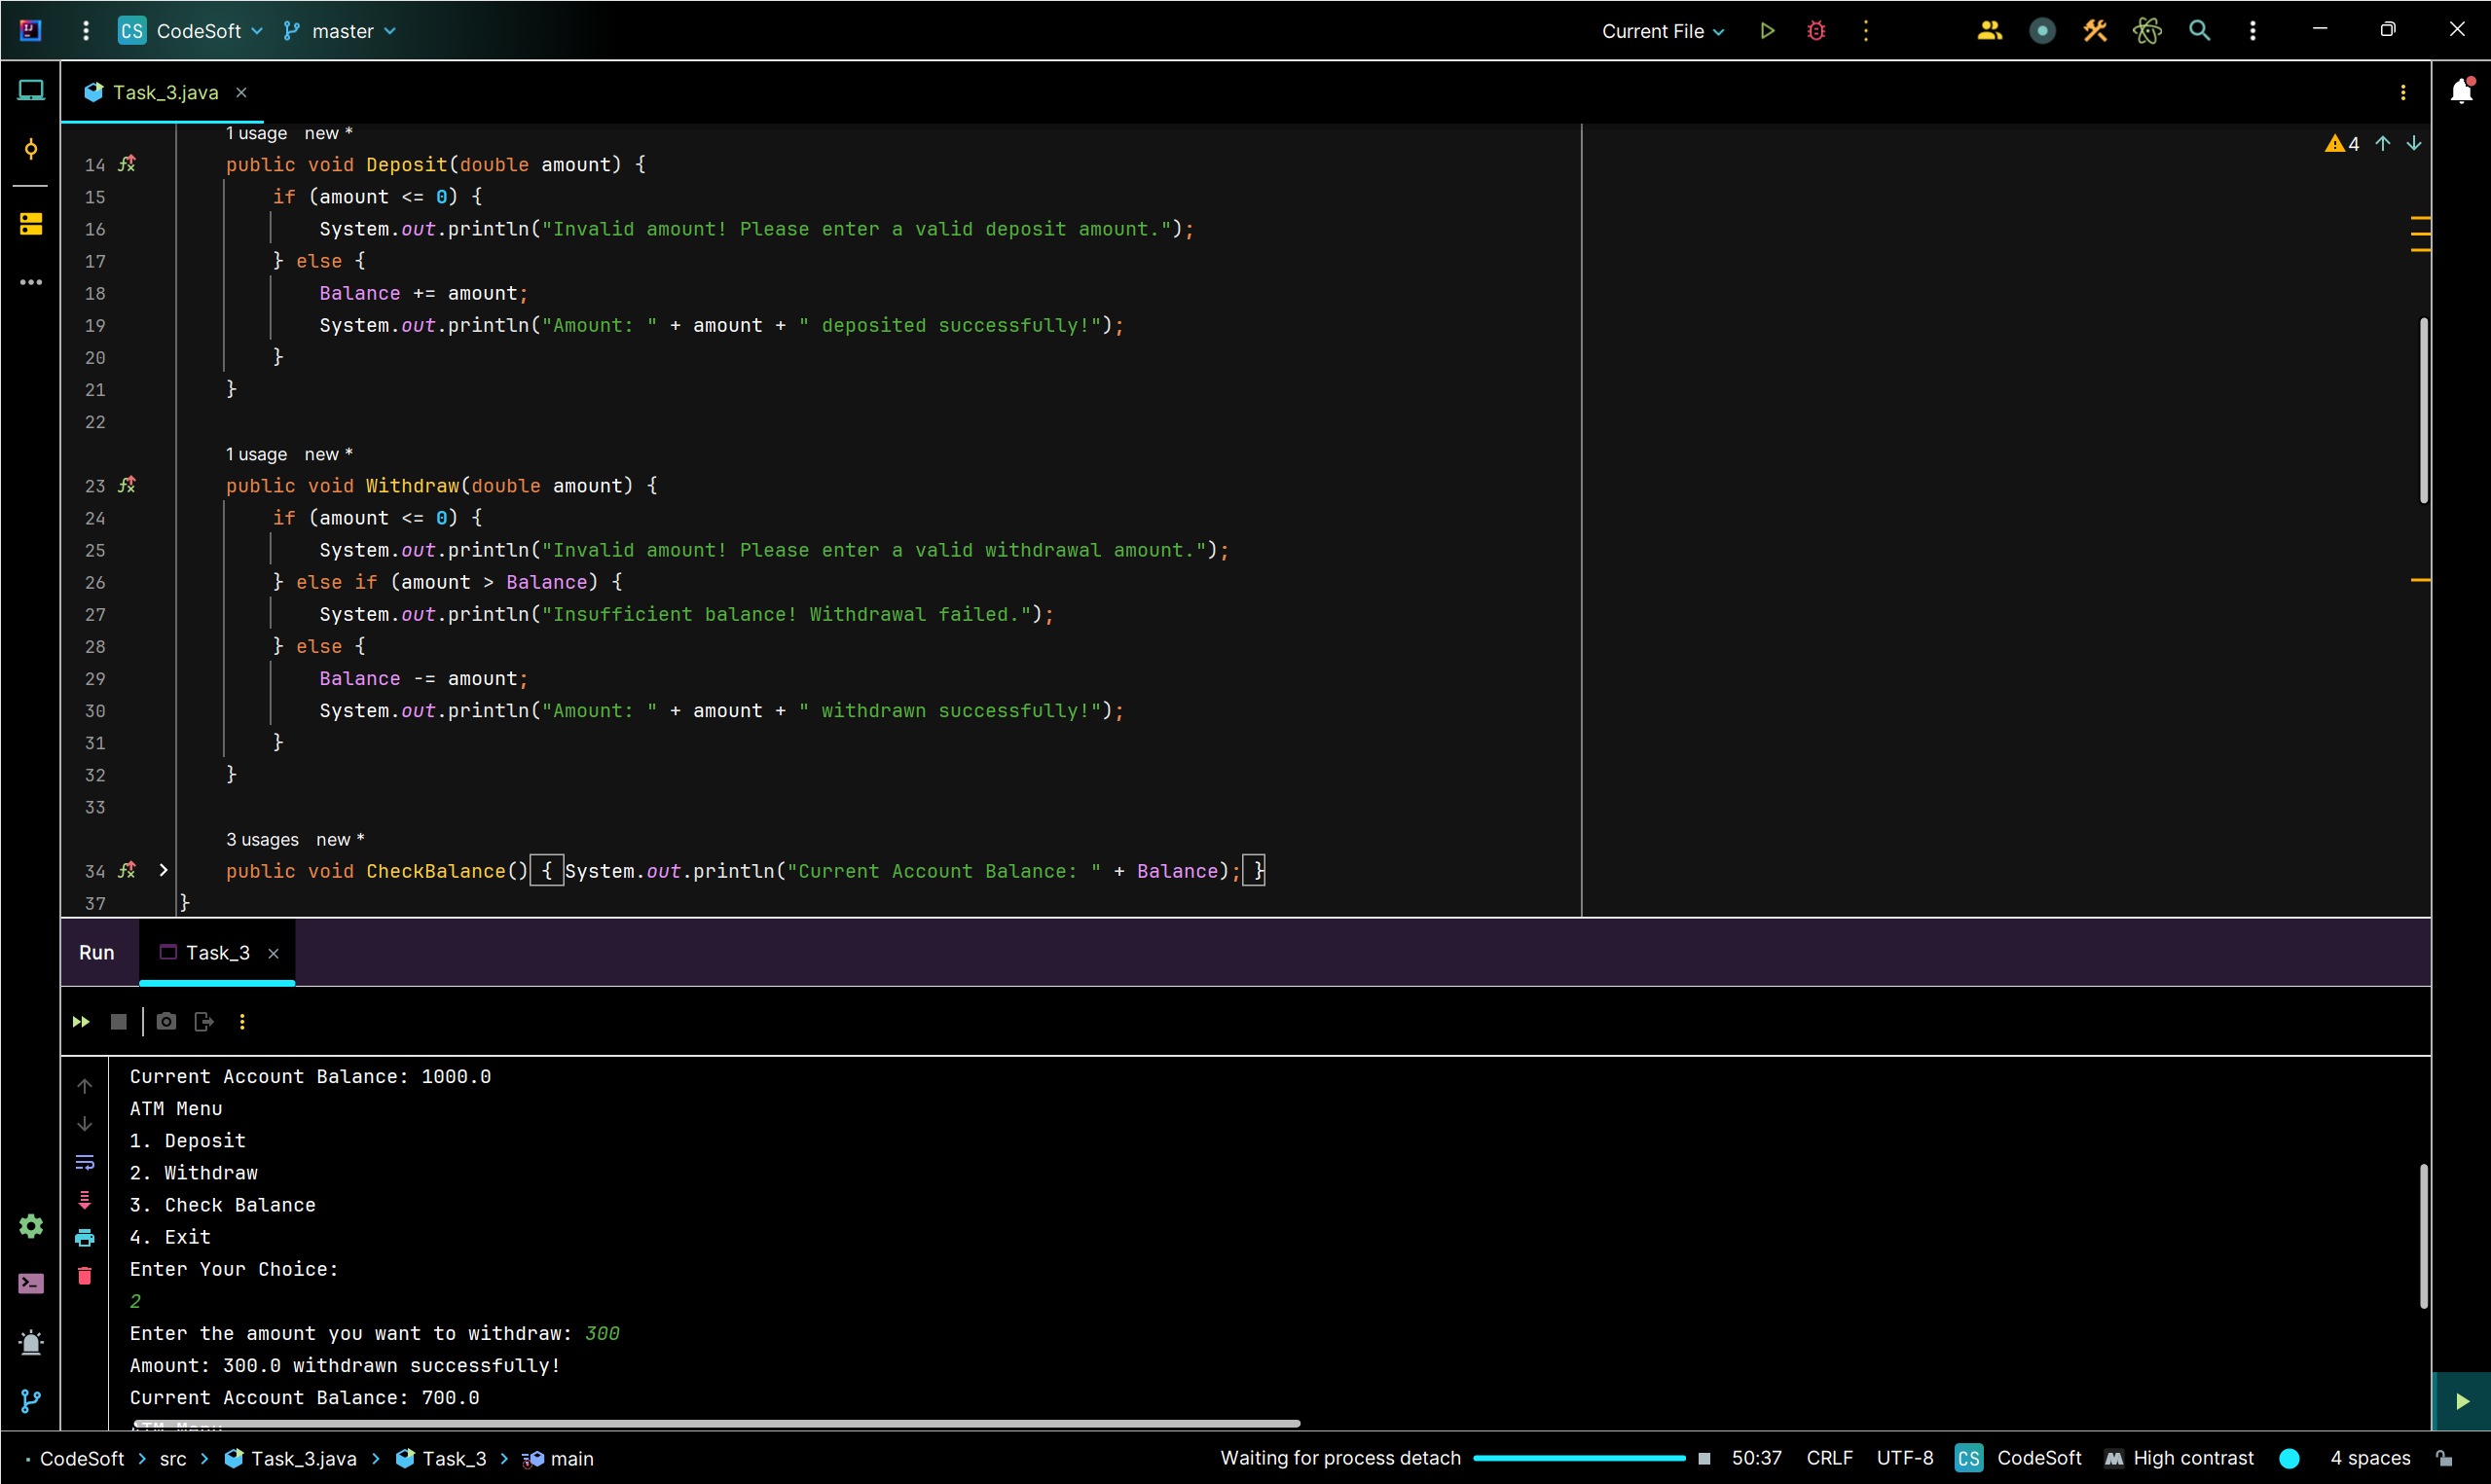 CS CodeSoft master Current File
Task_3.java
1 usage new *
4
14 public void Deposit(double amount) {
15 if (amount <= 0) {
16 System.out.println("Invalid amount! Please enter a valid deposit amount.");
17 } else {
18 Balance += amount;
19 System.out.println("Amount: " + amount + " deposited successfully!");
20 }
21 }
22
1 usage new *
23 public void Withdraw(double amount) {
24 if (amount <= 0) {
25 System.out.println("Invalid amount! Please enter a valid withdrawal amount.");
26 } else if (amount > Balance) {
27 System.out.println("Insufficient balance! Withdrawal failed.");
28 } else {
29 Balance -= amount;
30 System.out.println("Amount: " + amount + " withdrawn successfully!");
31 }
32 }
33
3 usages new *
34 public void CheckBalance() { System.out.println("Current Account Balance: " + Balance); }
37 }
Run Task_3
Current Account Balance: 1000.0
ATM Menu
1. Deposit
2. Withdraw
3. Check Balance
4. Exit
Enter Your Choice:
2
Enter the amount you want to withdraw: 300
Amount: 300.0 withdrawn successfully!
Current Account Balance: 700.0
ATM Menu
CodeSoft > src > Task_3.java > Task_3 > main Waiting for process detach 50:37 CRLF UTF-8 CS CodeSoft High contrast 4 spaces